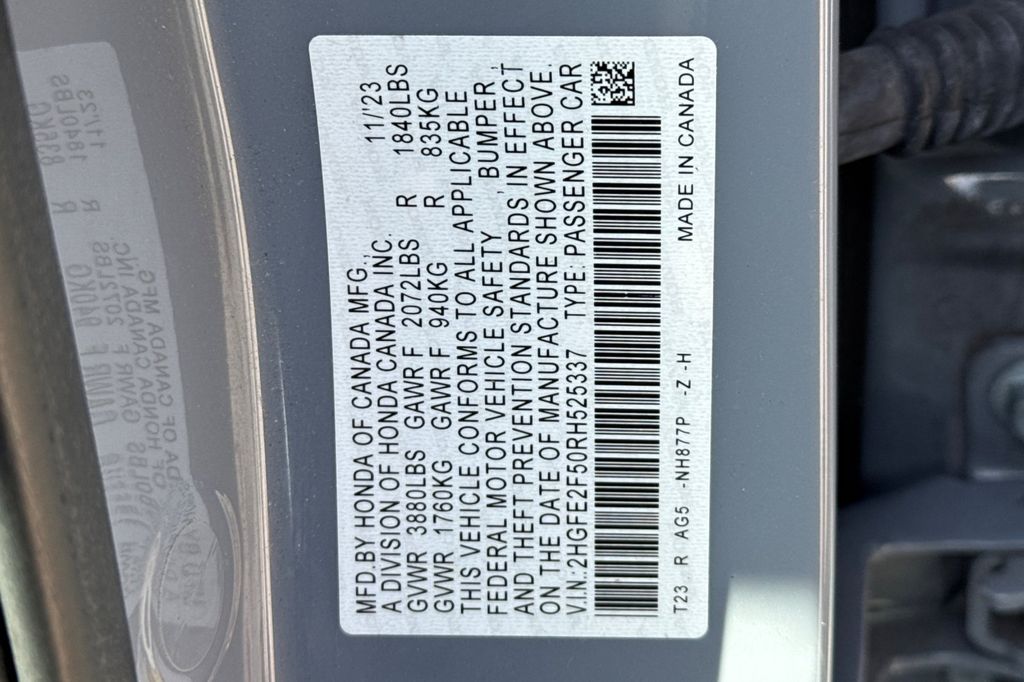 MFD.BY HONDA OF CANADA MFG., 11/'23
A DIVISION OF HONDA CANADA INC.
GVWR 3880LBS GAWR F 2072LBS R 1840LBS
GVWR 1760KG GAWR F 940KG R 835KG
THIS VEHICLE CONFORMS TO ALL APPLICABLE
FEDERAL MOTOR VEHICLE SAFETY , BUMPER ,
AND THEFT PREVENTION STANDARDS IN EFFECT
ON THE DATE OF MANUFACTURE SHOWN ABOVE.
V.I.N.:2HGFE2F50RH525337 TYPE: PASSENGER CAR
T23 R AG5 -NH877P -Z -H MADE IN CANADA